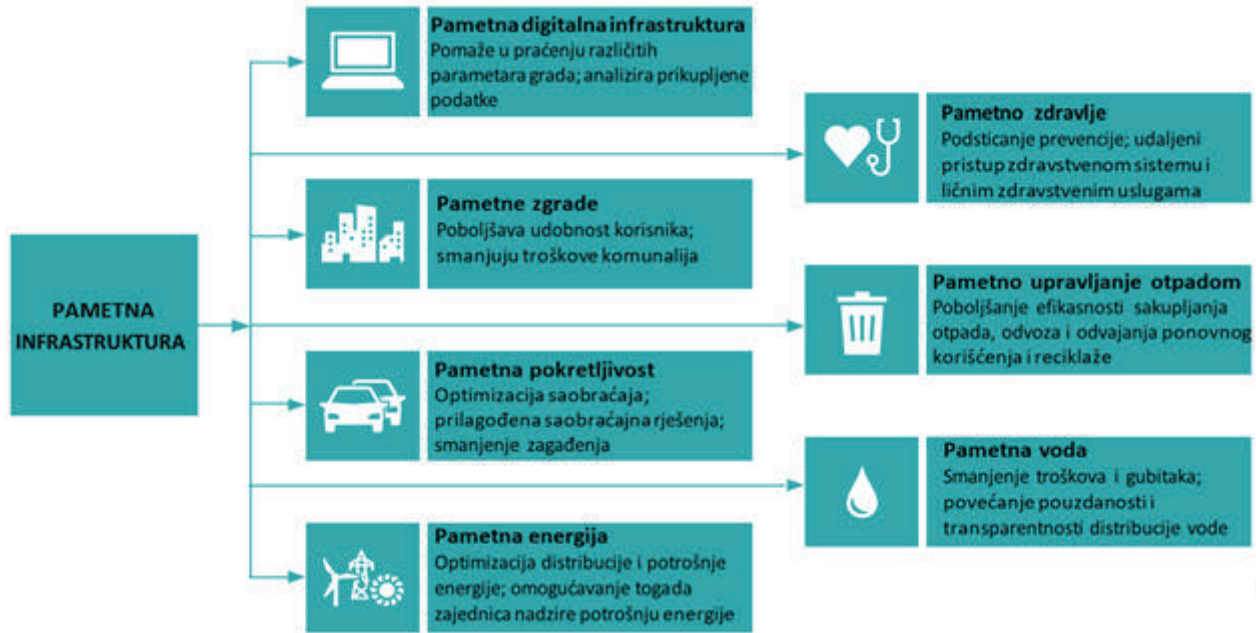 PAMETNA
INFRASTRUKTURA
Pametna digitalna infrastruktura
Pomaže u praćenju različitih
parametara grada; analizira prikupljene
podatke
Pametne zgrade
Poboljšava udobnost korisnika;
smanjuju troškove komunalija
Pametna pokretljivost
Optimizacija saobraćaja;
prilagođena saobraćajna rješenja;
smanjenje zagađenja
Pametna energija
Optimizacija distribucije i potrošnje
energije; omogućavanje togada
zajednica nadzire potrošnju energije
Pametno zdravlje
Podsticanje prevencije; udaljeni
pristup zdravstvenom sistemu i
ličnim zdravstvenim uslugama
Pametno upravljanje otpadom
Poboljšanje efikasnosti sakupljanja
otpada, odvoza i odvajanja ponovnog
korišćenja i reciklaže
Pametna voda
Smanjenje troškova i gubitaka;
povećanje pouzdanosti i
transparentnosti distribucije vode